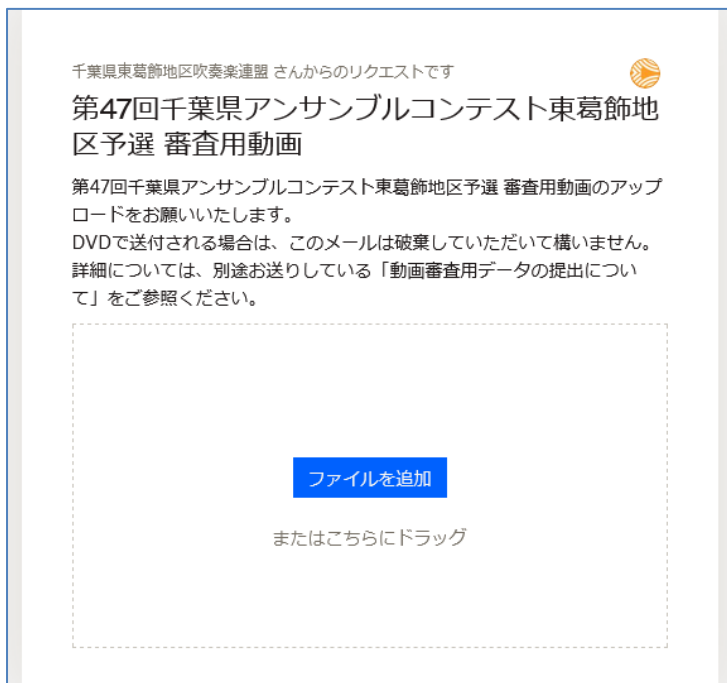 千葉県東葛飾地区吹奏楽連盟 さんからのリクエストです
第47回千葉県アンサンブルコンテスト東葛飾地
区予選 審査用動画
第47回千葉県アンサンブルコンテスト東葛飾地区予選 審査用動画のアップ
ロードをお願いいたします。
DVDで送付される場合は、このメールは破棄していただいて構いません。
詳細については、別途お送りしている「動画審査用データの提出につい
て」をご参照ください。
ファイルを追加
またはこちらにドラッグ